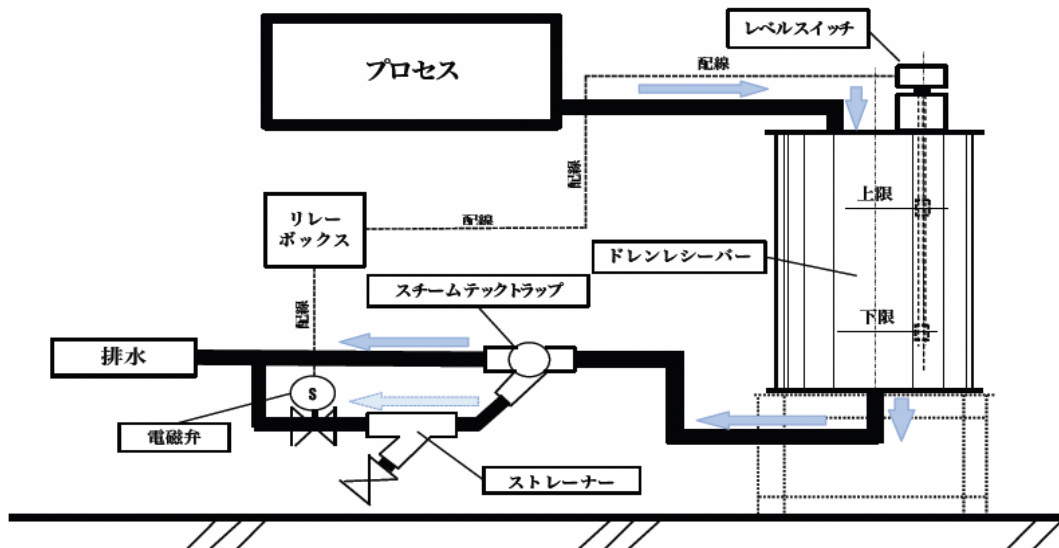 レベルスイッチ
プロセス
配線
配線
リレー
ボックス
配線
上限
ドレンレシーバー
スチームテックトラップ
配線
下限
排水
S
電磁弁
ストレーナー